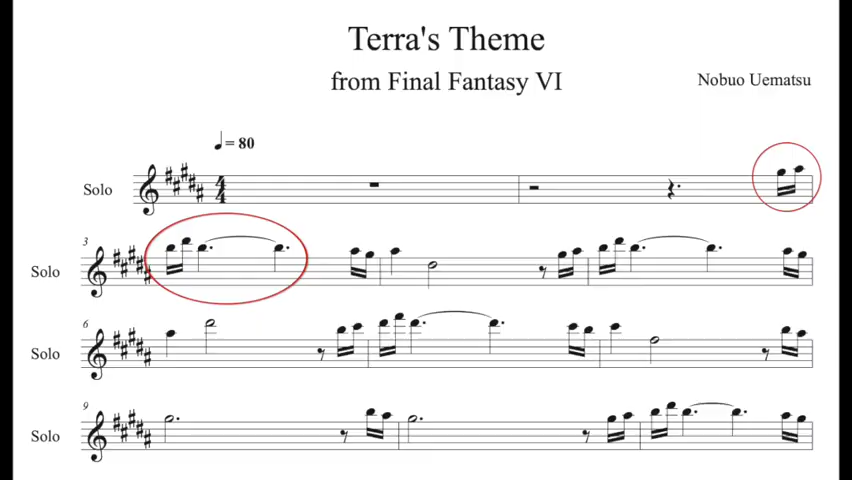 Terra's Theme
from Final Fantasy VI
Nobuo Uematsu
= 80
Solo
4
4
3
Solo
6
Solo
9
Solo